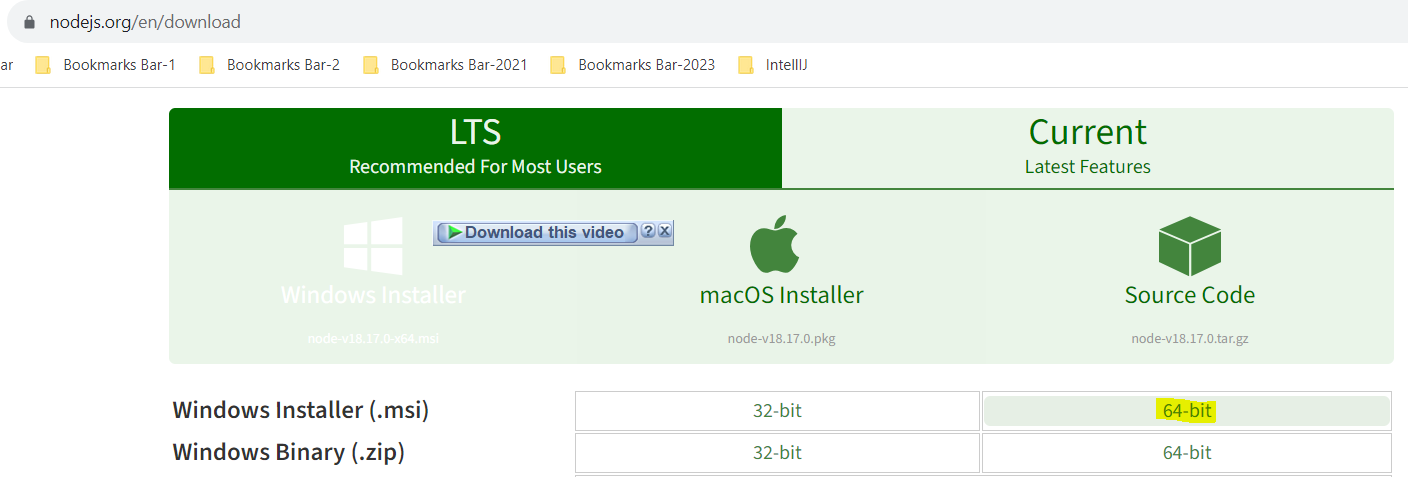 nodejs.org/en/download
ar Bookmarks Bar-1 Bookmarks Bar-2 Bookmarks Bar-2021 Bookmarks Bar-2023 IntelliJ
LTS
Recommended For Most Users
Current
Latest Features
Download this video ? x
Windows Installer
node-v18.17.0-x64.msi
macOS Installer
node-v18.17.0.pkg
Source Code
node-v18.17.0.tar.gz
Windows Installer (.msi) 32-bit 64-bit
Windows Binary (.zip) 32-bit 64-bit